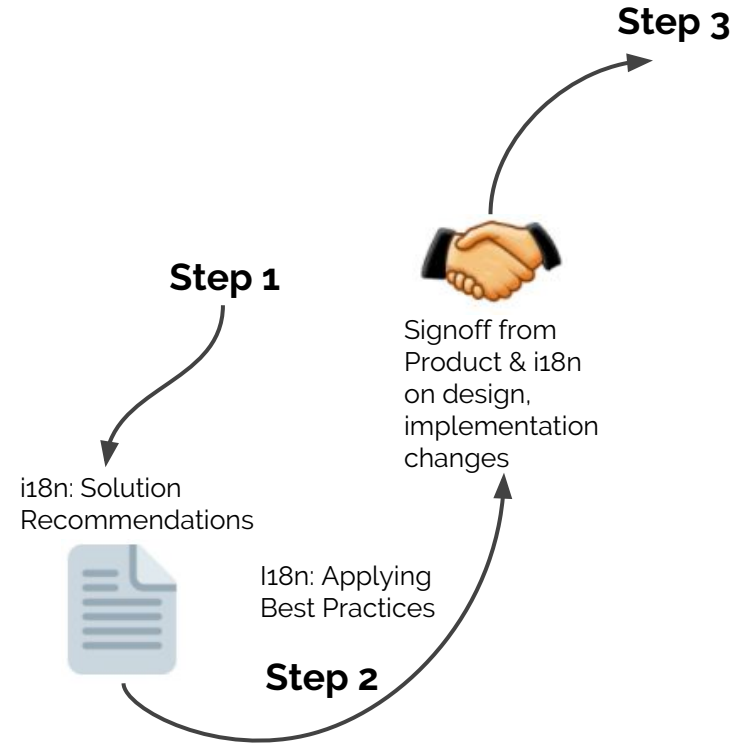 Step 1
i18n: Solution
Recommendations
I18n: Applying
Best Practices
Step 2
Signoff from
Product & i18n
on design,
implementation
changes
Step 3